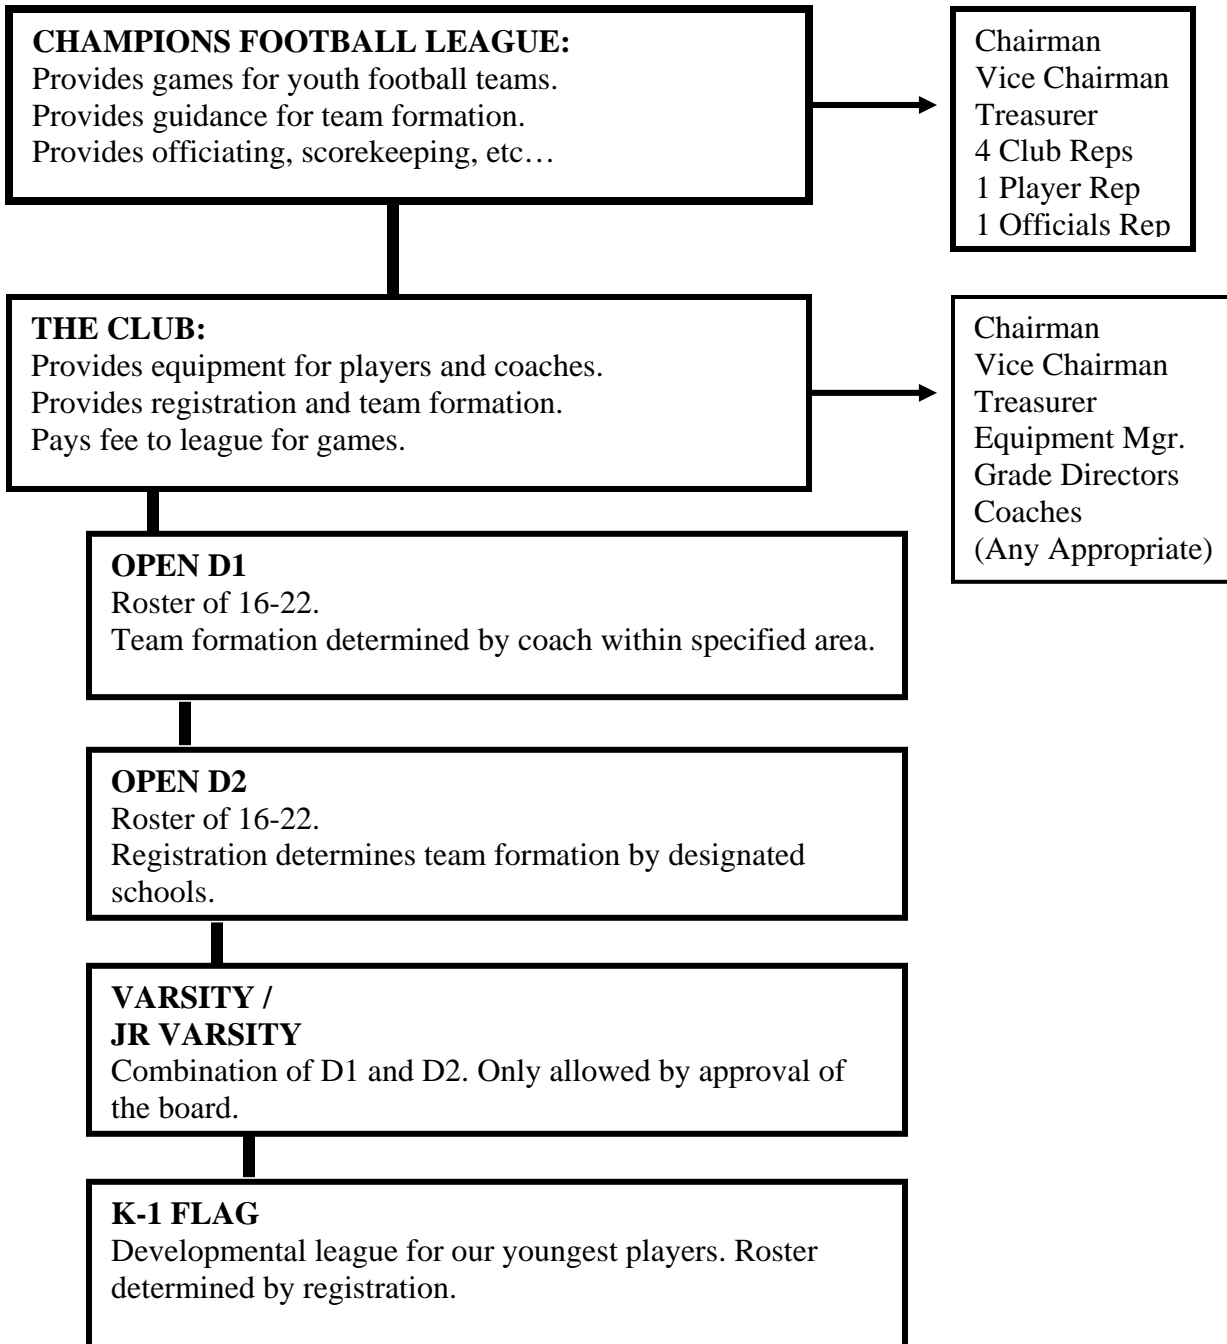 CHAMPIONS FOOTBALL LEAGUE:
Provides games for youth football teams.
Provides guidance for team formation.
Provides officiating, scorekeeping, etc…
Chairman
Vice Chairman
Treasurer
4 Club Reps
1 Player Rep
1 Officials Rep
THE CLUB:
Provides equipment for players and coaches.
Provides registration and team formation.
Pays fee to league for games.
Chairman
Vice Chairman
Treasurer
Equipment Mgr.
Grade Directors
Coaches
(Any Appropriate)
OPEN D1
Roster of 16-22.
Team formation determined by coach within specified area.
OPEN D2
Roster of 16-22.
Registration determines team formation by designated
schools.
VARSITY /
JR VARSITY
Combination of D1 and D2. Only allowed by approval of
the board.
K-1 FLAG
Developmental league for our youngest players. Roster
determined by registration.